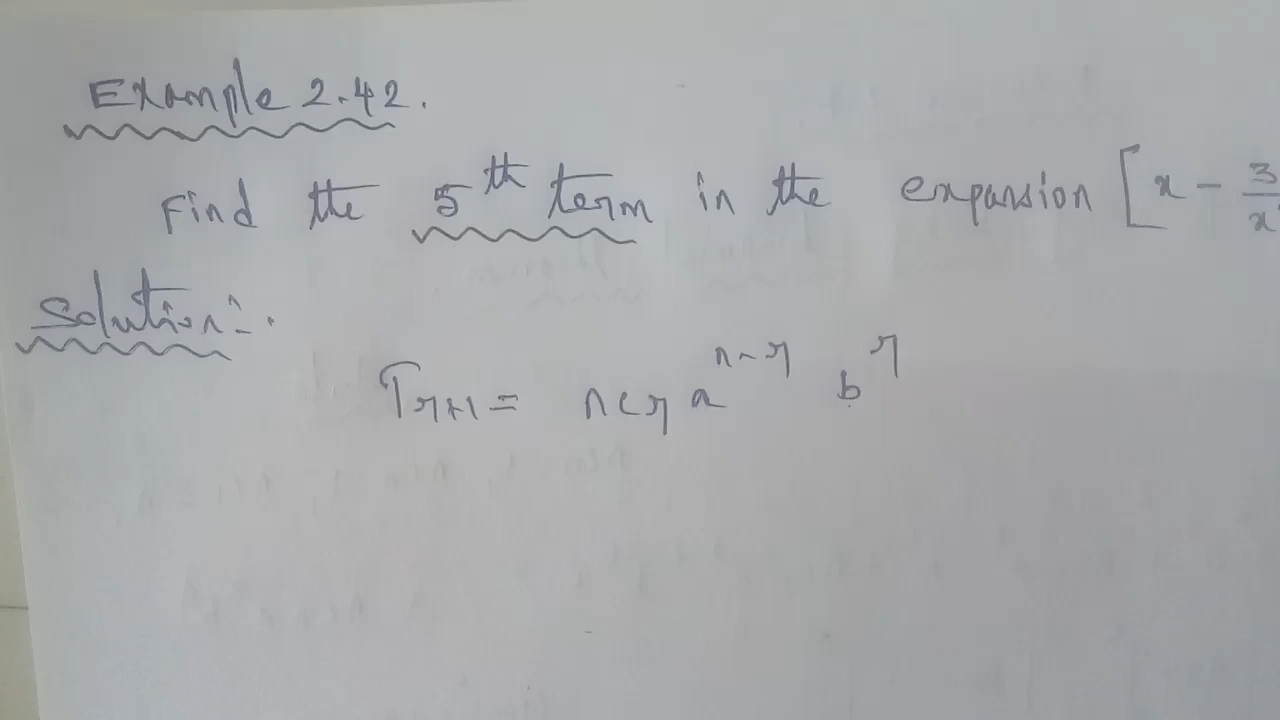 Example 2.42.
Find the 5th term in the expansion [x - 3/x
Solution:-
Tr+1 = ncr a^n-r b^r